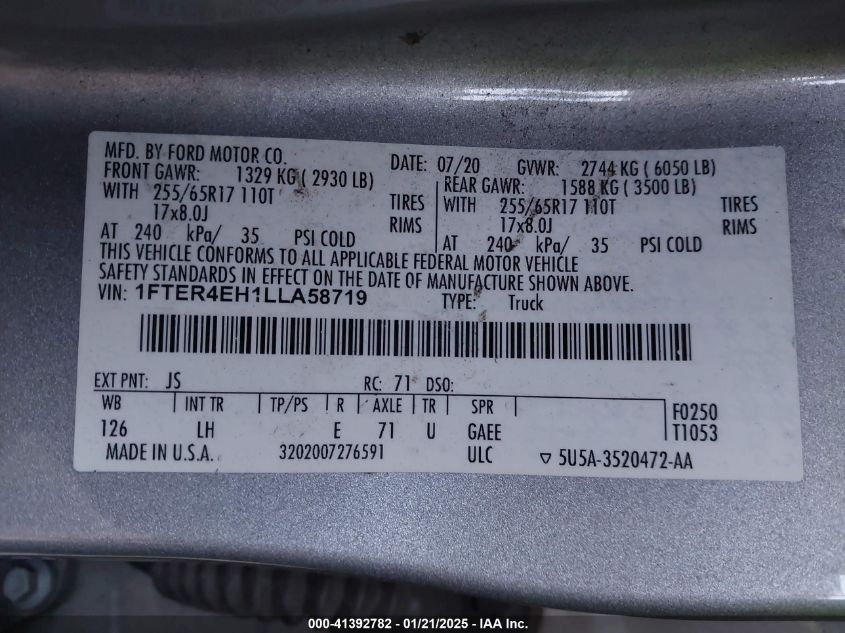 MFD. BY FORD MOTOR CO. DATE: 07/20 GVWR: 2744 KG ( 6050 LB)
FRONT GAWR: 1329 KG ( 2930 LB) REAR GAWR: 1588 KG ( 3500 LB)
WITH 255/65R17 110T TIRES WITH 255/65R17 110T TIRES
17x8.0J RIMS 17x8.0J RIMS
AT 240 kPa/ 35 PSI COLD AT 240 kPa/ 35 PSI COLD
THIS VEHICLE CONFORMS TO ALL APPLICABLE FEDERAL MOTOR VEHICLE
SAFETY STANDARDS IN EFFECT ON THE DATE OF MANUFACTURE SHOWN ABOVE.
VIN: 1FTER4EH1LLA58719 TYPE: Truck
EXT PNT: JS RC: 71 DSO:
WB INT TR TP/PS R AXLE TR SPR F0250
126 LH E 71 U GAEE T1053
MADE IN U.S.A. 3202007276591 ULC ▽ 5U5A-3520472-AA
000-41392782 - 01/21/2025 - IAA Inc.